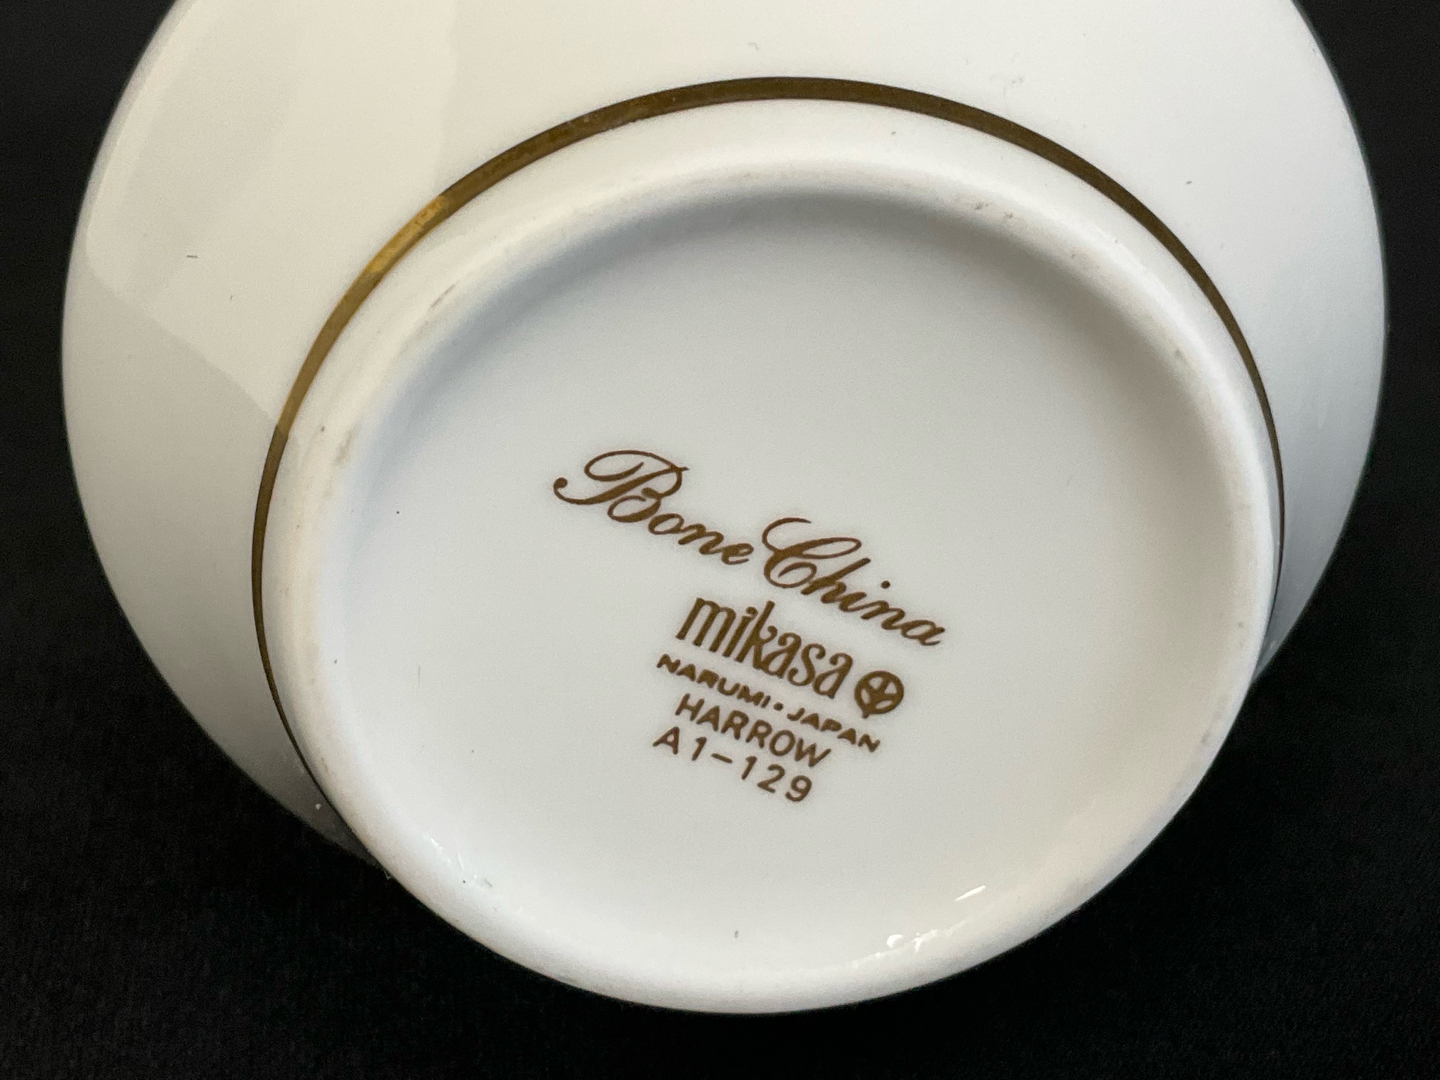 Bone China
mikasa
NARUMI · JAPAN
HARROW
A1-129